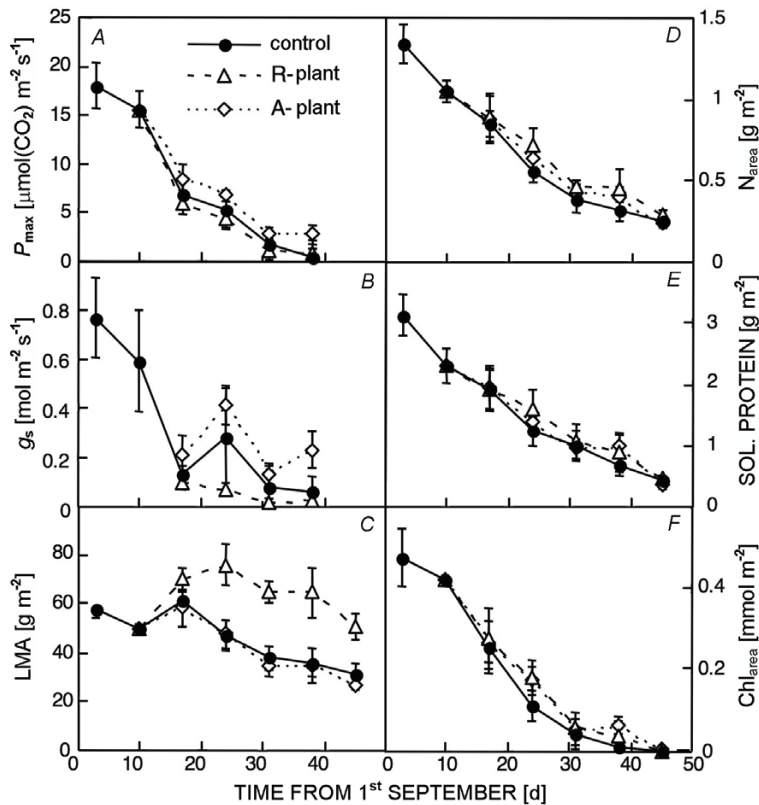 A
control
R-plant
A- plant
25
20
15
10
5
0
Pmax [µmol(CO2) m-2 s-1]
D
1.5
1
0.5
0
Narea [g m-2]
B
0.8
0.6
0.4
0.2
0
gs [mol m-2 s-1]
E
3
2
1
0
SOL. PROTEIN [g m-2]
C
80
60
40
20
0
LMA [g m-2]
F
0.4
0.2
0
Chlarea [mmol m-2]
0 10 20 30 40 0 10 20 30 40 50
TIME FROM 1st SEPTEMBER [d]